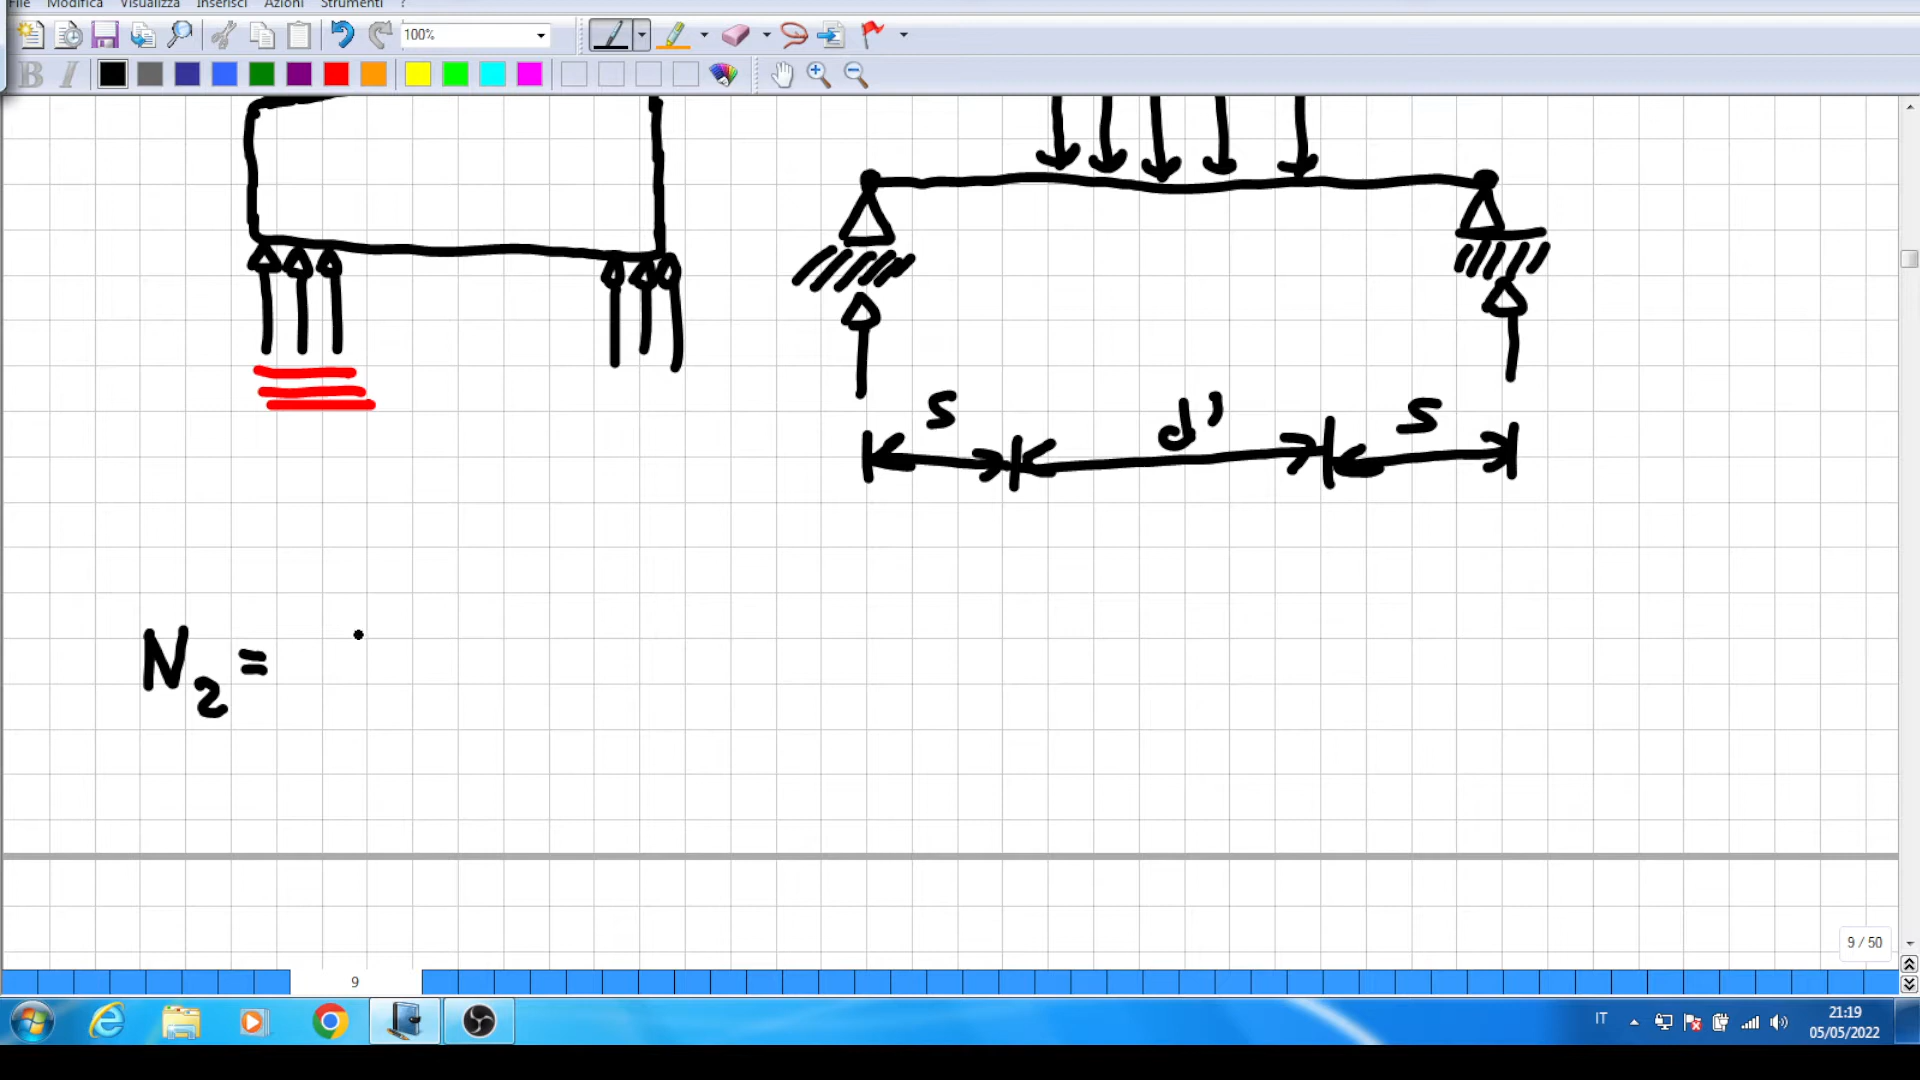 File Modifica Visualizza Inserisci Azioni Strumenti ?
100%
B I
s d' s
N2 =
9 / 50
9
IT
21:19
05/05/2022